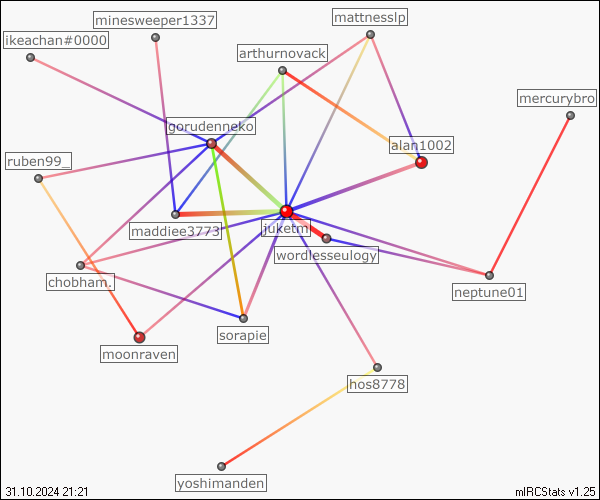 mattnesslp
minesweeper1337
ikeachan#0000
arthurnovack
mercurybro
gorudenneko
alan1002
ruben99_
maddiee3773
juketm
wordlesseulogy
chobham.
neptune01
sorapie
moonraven
hos8778
yoshimanden
31.10.2024 21:21
mIRCStats v1.25